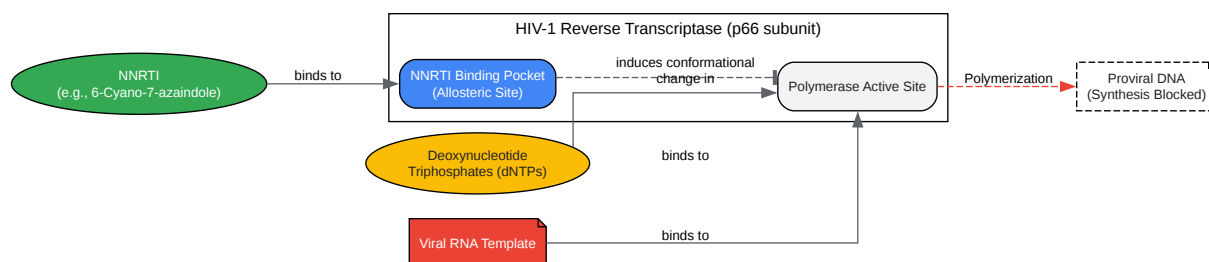 HIV-1 Reverse Transcriptase (p66 subunit)
NNRTI
(e.g., 6-Cyano-7-azaindole)
binds to
NNRTI Binding Pocket
(Allosteric Site)
induces conformational
change in
Polymerase Active Site
Polymerization
Proviral DNA
(Synthesis Blocked)
Deoxynucleotide
Triphosphates (dNTPs)
binds to
Viral RNA Template
binds to